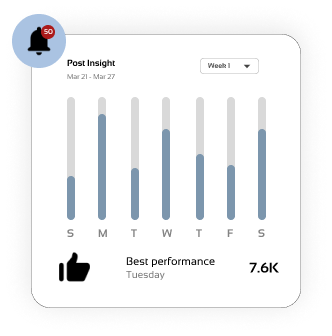 50
Post Insight
Mar 21 - Mar 27
Week 1
S M T W T F S
Best performance
Tuesday
7.6K